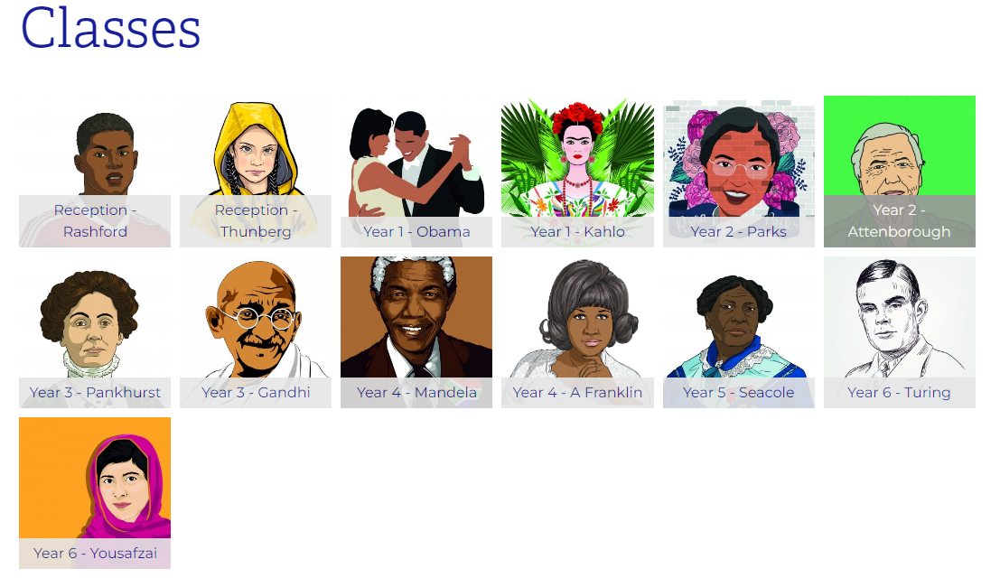 Classes
Reception -
Rashford
Reception -
Thunberg
Year 1 - Obama
Year 1 - Kahlo
Year 2 - Parks
Year 2 -
Attenborough
Year 3 - Pankhurst
Year 3 - Gandhi
Year 4 - Mandela
Year 4 - A Franklin
Year 5 - Seacole
Year 6 - Turing
Year 6 - Yousafzai